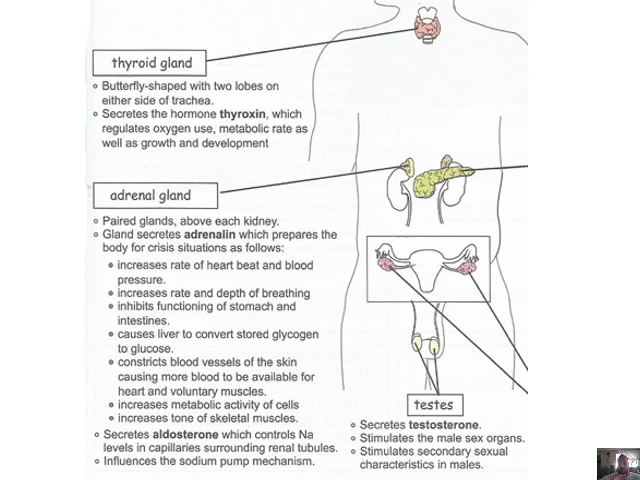 thyroid gland
Butterfly-shaped with two lobes on
either side of trachea.
Secretes the hormone thyroxin, which
regulates oxygen use, metabolic rate as
well as growth and development
adrenal gland
Paired glands, above each kidney.
Gland secretes adrenalin which prepares the
body for crisis situations as follows:
increases rate of heart beat and blood
pressure.
increases rate and depth of breathing
inhibits functioning of stomach and
intestines.
causes liver to convert stored glycogen
to glucose.
constricts blood vessels of the skin
causing more blood to be available for
heart and voluntary muscles.
increases metabolic activity of cells
increases tone of skeletal muscles.
Secretes aldosterone which controls Na
levels in capillaries surrounding renal tubules.
Influences the sodium pump mechanism.
testes
Secretes testosterone.
Stimulates the male sex organs.
Stimulates secondary sexual
characteristics in males.